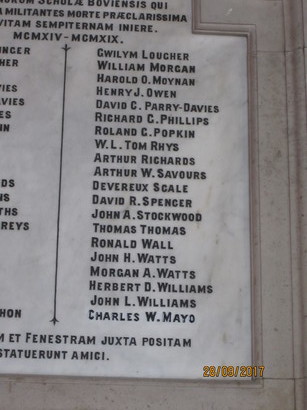 SCHOLÆ BOVIENSIS QUI
MILITANTES MORTE PRÆCLARISSIMA
VITAM SEMPITERNAM INIERE.
MCMXIV-MCMXIX.
GWILYM LOUCHER
WILLIAM MORGAN
HAROLD O. MOYNAN
HENRY J. OWEN
DAVID C. PARRY-DAVIES
RICHARD C. PHILLIPS
ROLAND C. POPKIN
W. L. TOM RHYS
ARTHUR RICHARDS
ARTHUR W. SAVOURS
DEVEREUX SCALE
DAVID R. SPENCER
JOHN A. STOCKWOOD
THOMAS THOMAS
RONALD WALL
JOHN H. WATTS
MORGAN A. WATTS
HERBERT D. WILLIAMS
JOHN L. WILLIAMS
CHARLES W. MAYO
ET FENESTRAM JUXTA POSITAM
STATUERUNT AMICI.
28/09/2017